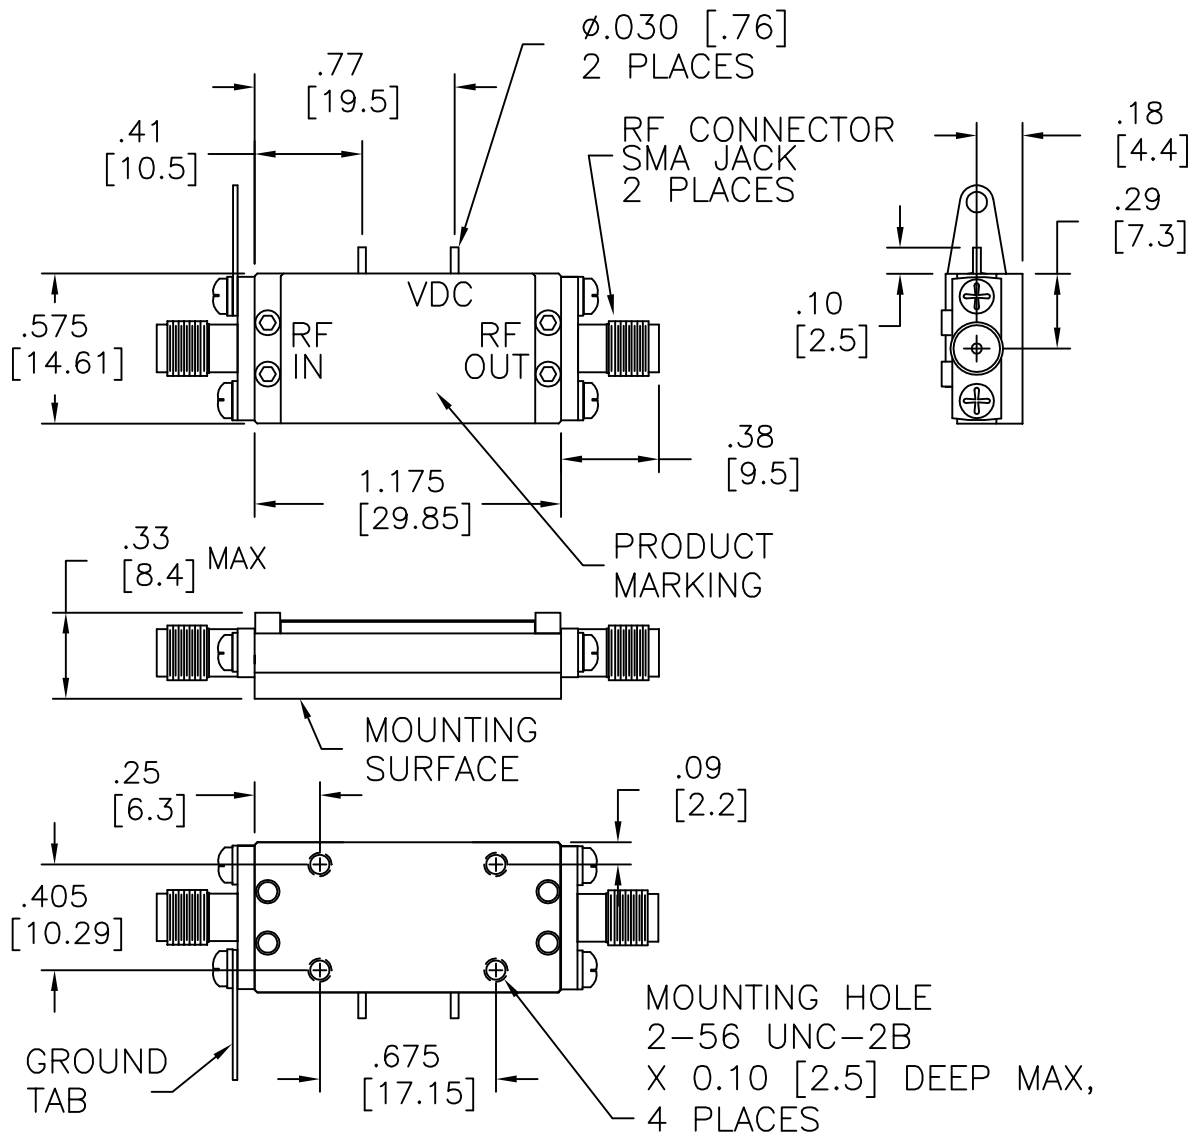 ø.030 [.76]
2 PLACES
.77
[19.5]
.41
[10.5]
RF CONNECTOR
SMA JACK
2 PLACES
.18
[4.4]
.29
[7.3]
.10
[2.5]
.575
[14.61]
VDC
RF
IN
RF
OUT
.38
[9.5]
1.175
[29.85]
PRODUCT
MARKING
.33
[8.4] MAX
MOUNTING
SURFACE
.25
[6.3]
.09
[2.2]
.405
[10.29]
GROUND
TAB
.675
[17.15]
MOUNTING HOLE
2-56 UNC-2B
X 0.10 [2.5] DEEP MAX,
4 PLACES